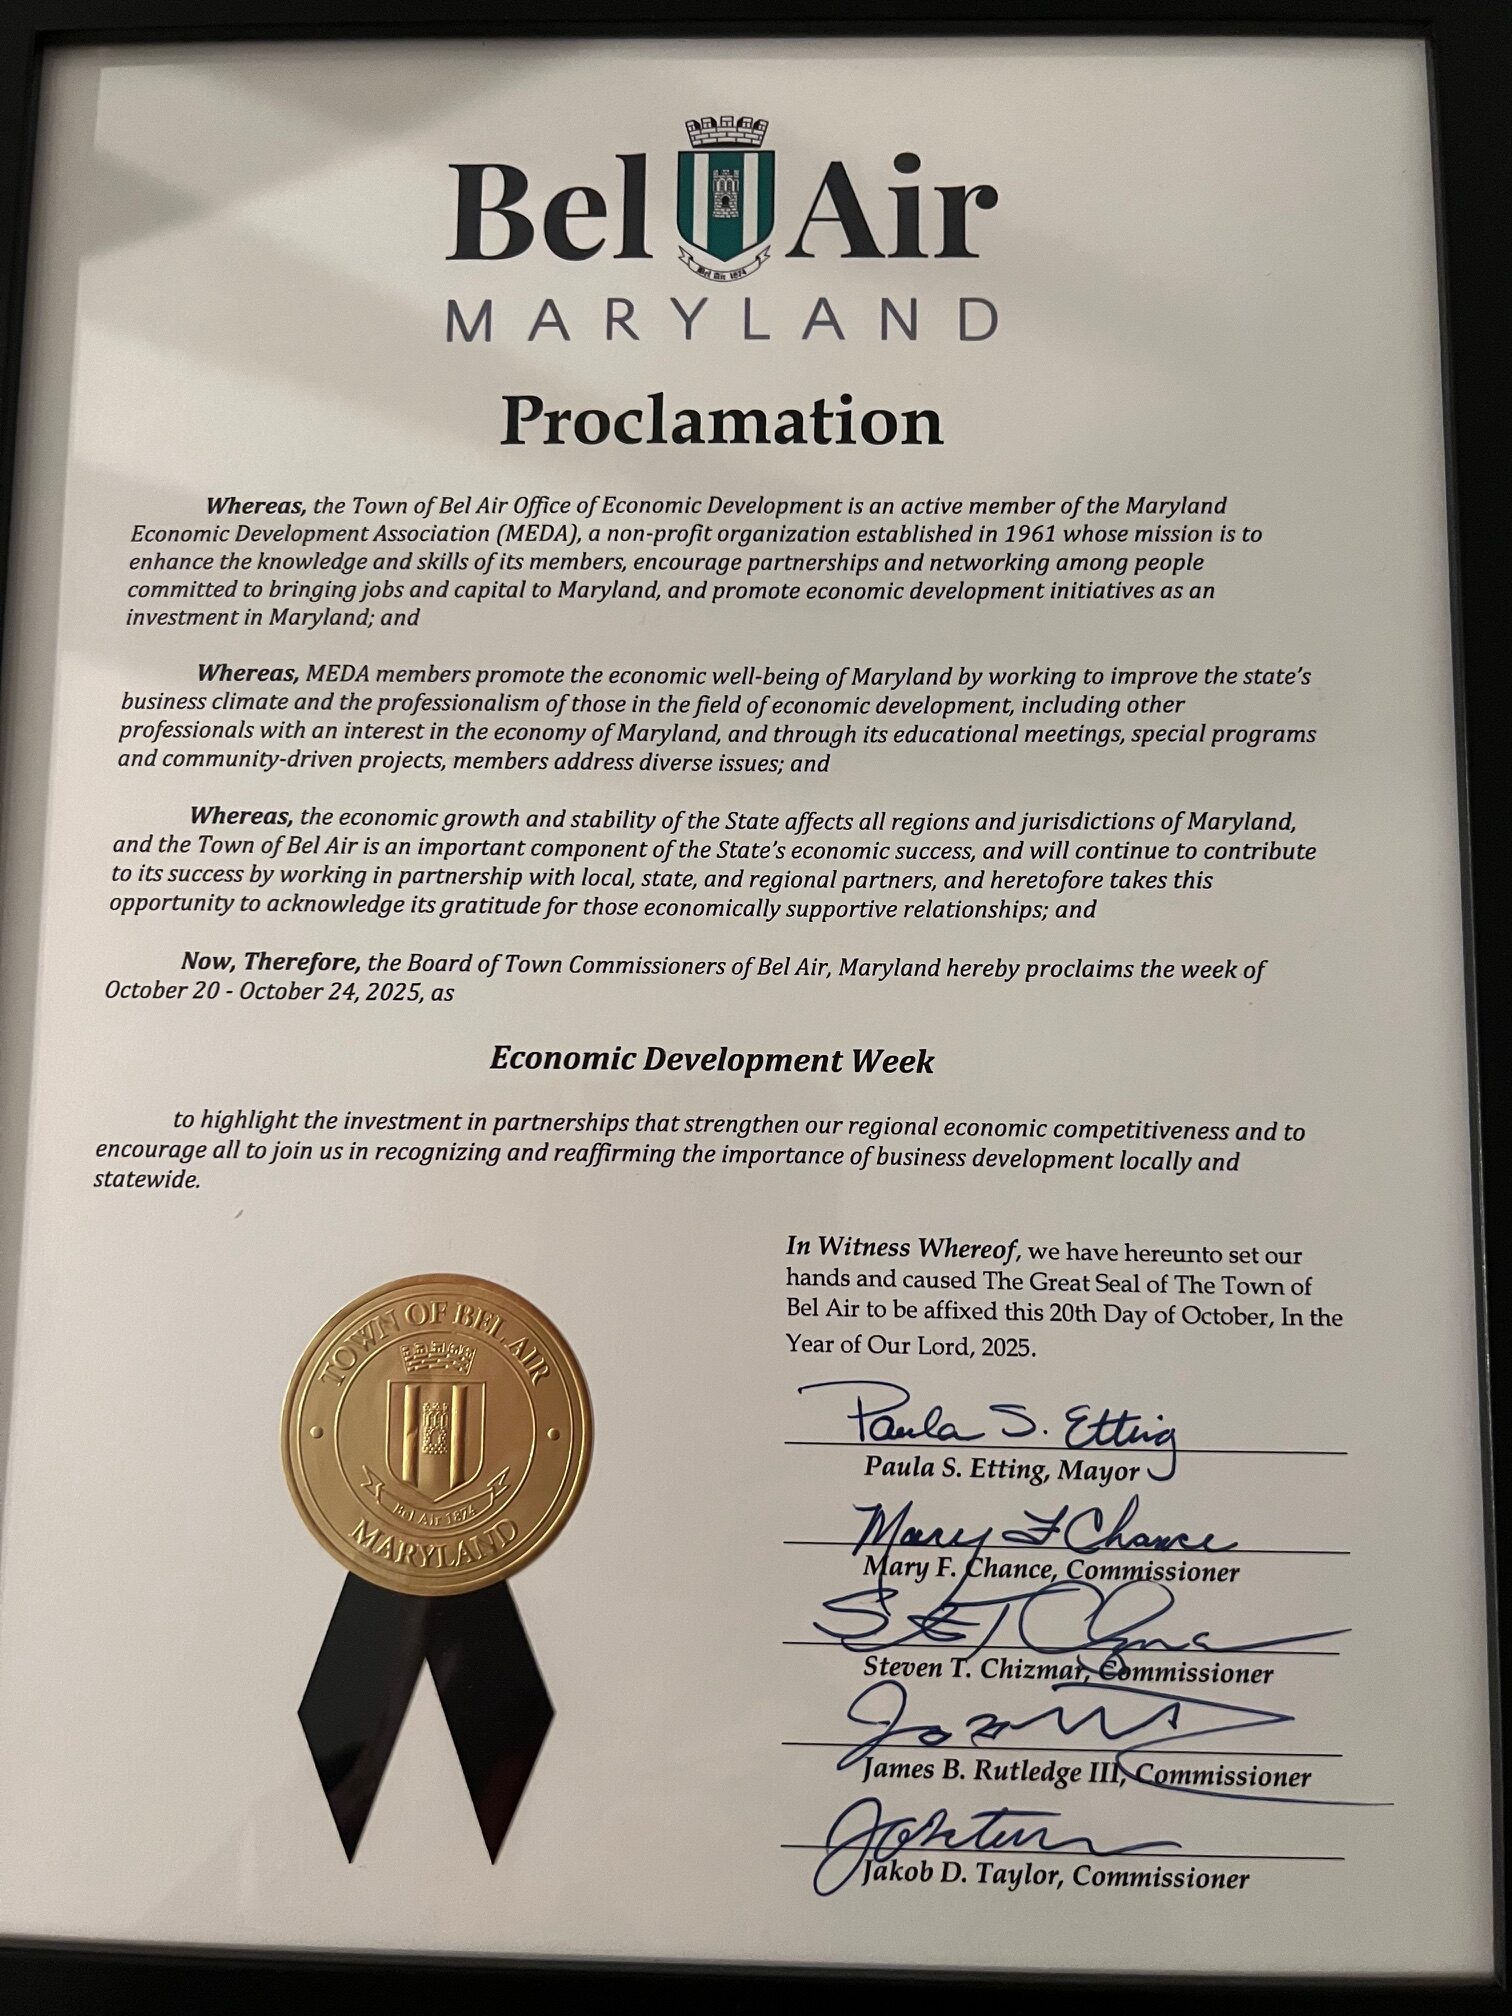 Bel Air
Bel Air 1874
MARYLAND
Proclamation
Whereas, the Town of Bel Air Office of Economic Development is an active member of the Maryland
Economic Development Association (MEDA), a non-profit organization established in 1961 whose mission is to
enhance the knowledge and skills of its members, encourage partnerships and networking among people
committed to bringing jobs and capital to Maryland, and promote economic development initiatives as an
investment in Maryland; and
Whereas, MEDA members promote the economic well-being of Maryland by working to improve the state's
business climate and the professionalism of those in the field of economic development, including other
professionals with an interest in the economy of Maryland, and through its educational meetings, special programs
and community-driven projects, members address diverse issues; and
Whereas, the economic growth and stability of the State affects all regions and jurisdictions of Maryland,
and the Town of Bel Air is an important component of the State's economic success, and will continue to contribute
to its success by working in partnership with local, state, and regional partners, and heretofore takes this
opportunity to acknowledge its gratitude for those economically supportive relationships; and
Now, Therefore, the Board of Town Commissioners of Bel Air, Maryland hereby proclaims the week of
October 20 - October 24, 2025, as
Economic Development Week
to highlight the investment in partnerships that strengthen our regional economic competitiveness and to
encourage all to join us in recognizing and reaffirming the importance of business development locally and
statewide.
In Witness Whereof, we have hereunto set our
hands and caused The Great Seal of The Town of
Bel Air to be affixed this 20th Day of October, In the
Year of Our Lord, 2025.
TOWN OF BEL AIR
Bel Air 1874
MARYLAND
Paula S. Etting
Paula S. Etting, Mayor
Mary F Chance
Mary F. Chance, Commissioner
Steven T. Chizmar, Commissioner
James B. Rutledge III, Commissioner
Jakob D. Taylor, Commissioner